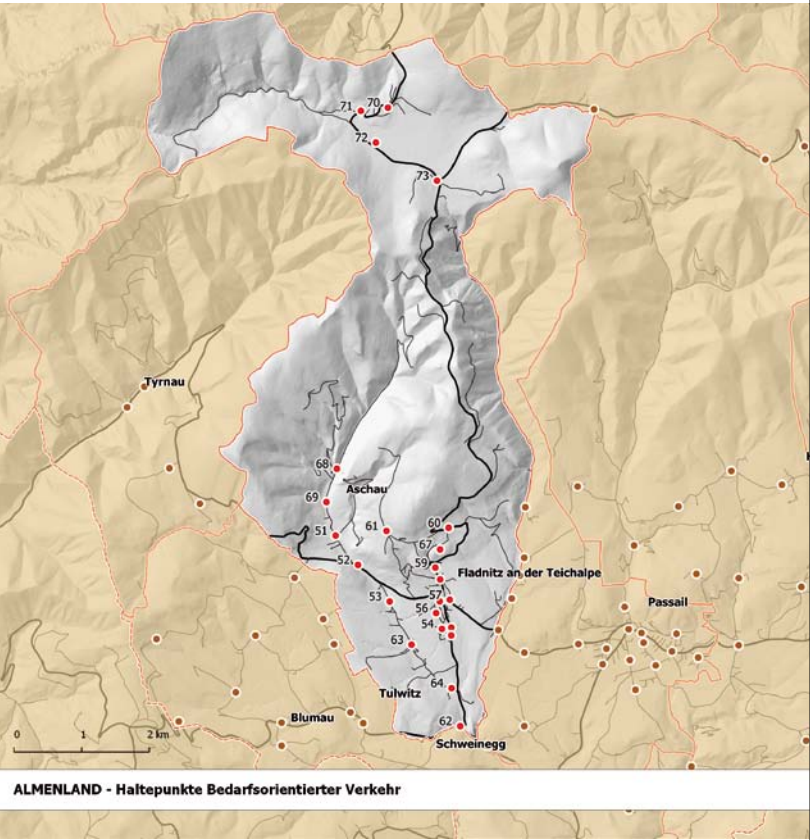 71 70
72
73
Tyrnau
68
Aschau
69
61
60
51
67
52
59
Fladnitz an der Teichalpe
57
53
56
Passail
54
63
64
Tulwitz
Blumau
62
0 1 2 km
Schweinegg
ALMENLAND - Haltepunkte Bedarfsorientierter Verkehr